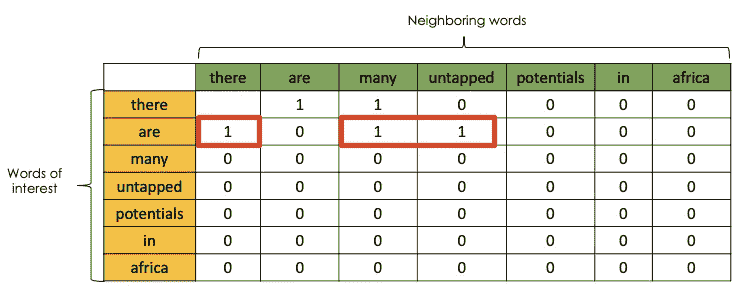 Neighboring words
there are many untapped potentials in africa
there 1 1 0 0 0 0
are 1 0 1 1 0 0 0
many 0 0 0 0 0 0 0
Words of interest
untapped 0 0 0 0 0 0 0
potentials 0 0 0 0 0 0 0
in 0 0 0 0 0 0 0
africa 0 0 0 0 0 0 0